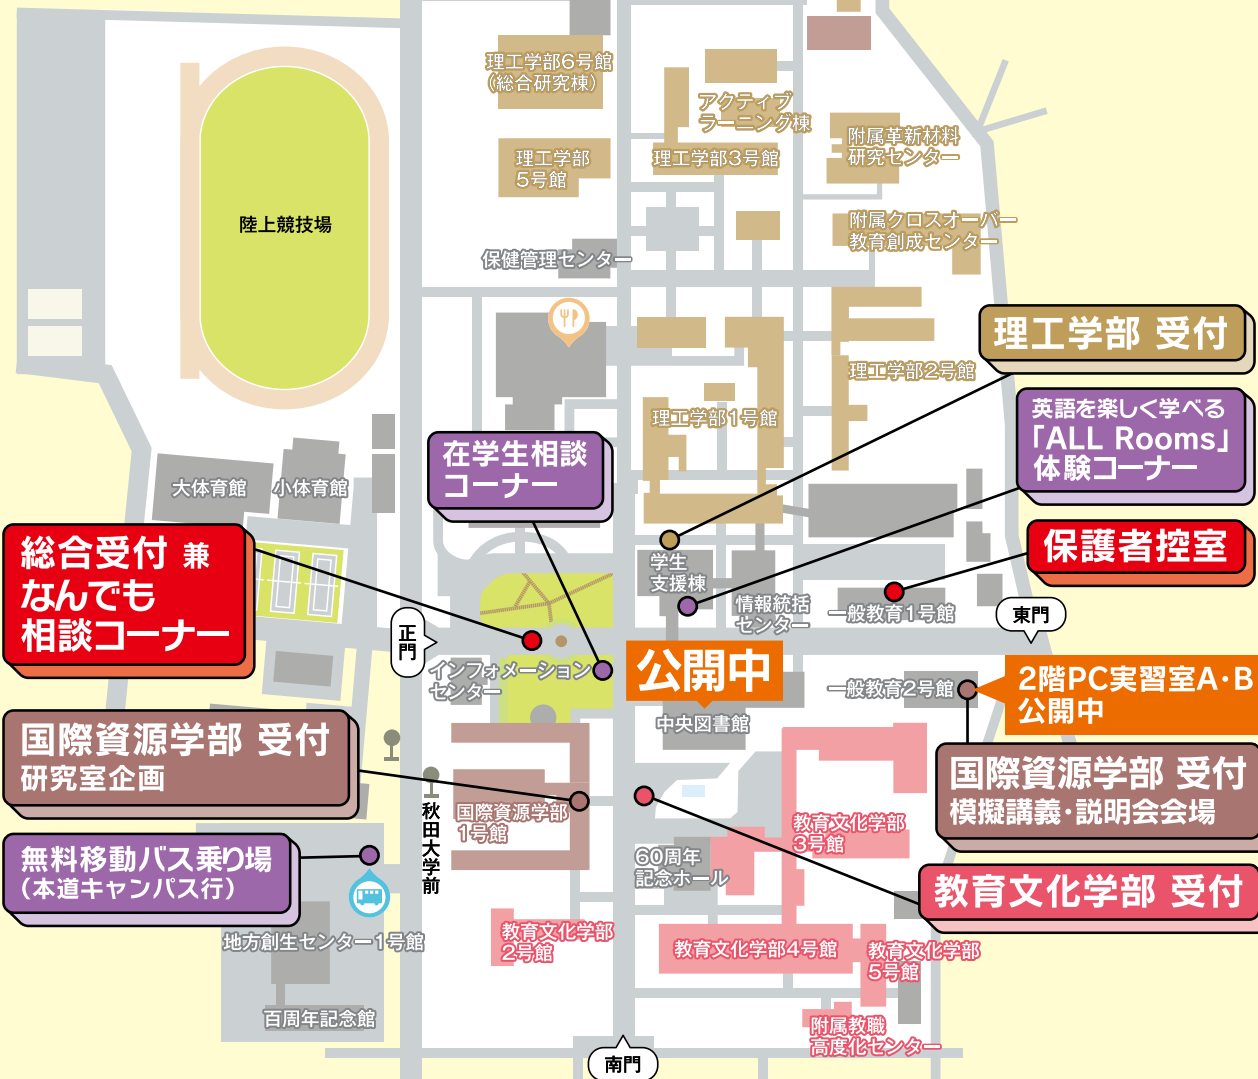 理工学部6号館
（総合研究棟）
アクティブ
ラーニング棟
理工学部
5号館
理工学部3号館
附属革新材料
研究センター
陸上競技場
附属クロスオーバー
教育創成センター
保健管理センター
理工学部 受付
理工学部2号館
英語を楽しく学べる
「ALL Rooms」
体験コーナー
理工学部1号館
在学生相談
コーナー
大体育館
小体育館
総合受付 兼
なんでも
相談コーナー
保護者控室
学生
支援棟
情報統括
センター
一般教育1号館
東門
正門
インフォメーション
センター
公開中
一般教育2号館
2階PC実習室A・B
公開中
中央図書館
国際資源学部 受付
研究室企画
国際資源学部 受付
模擬講義・説明会会場
秋田大学前
国際資源学部
1号館
教育文化学部
3号館
無料移動バス乗り場
（本道キャンパス行）
60周年
記念ホール
教育文化学部 受付
地方創生センター1号館
教育文化学部
2号館
教育文化学部4号館
教育文化学部
5号館
百周年記念館
附属教職
高度化センター
南門